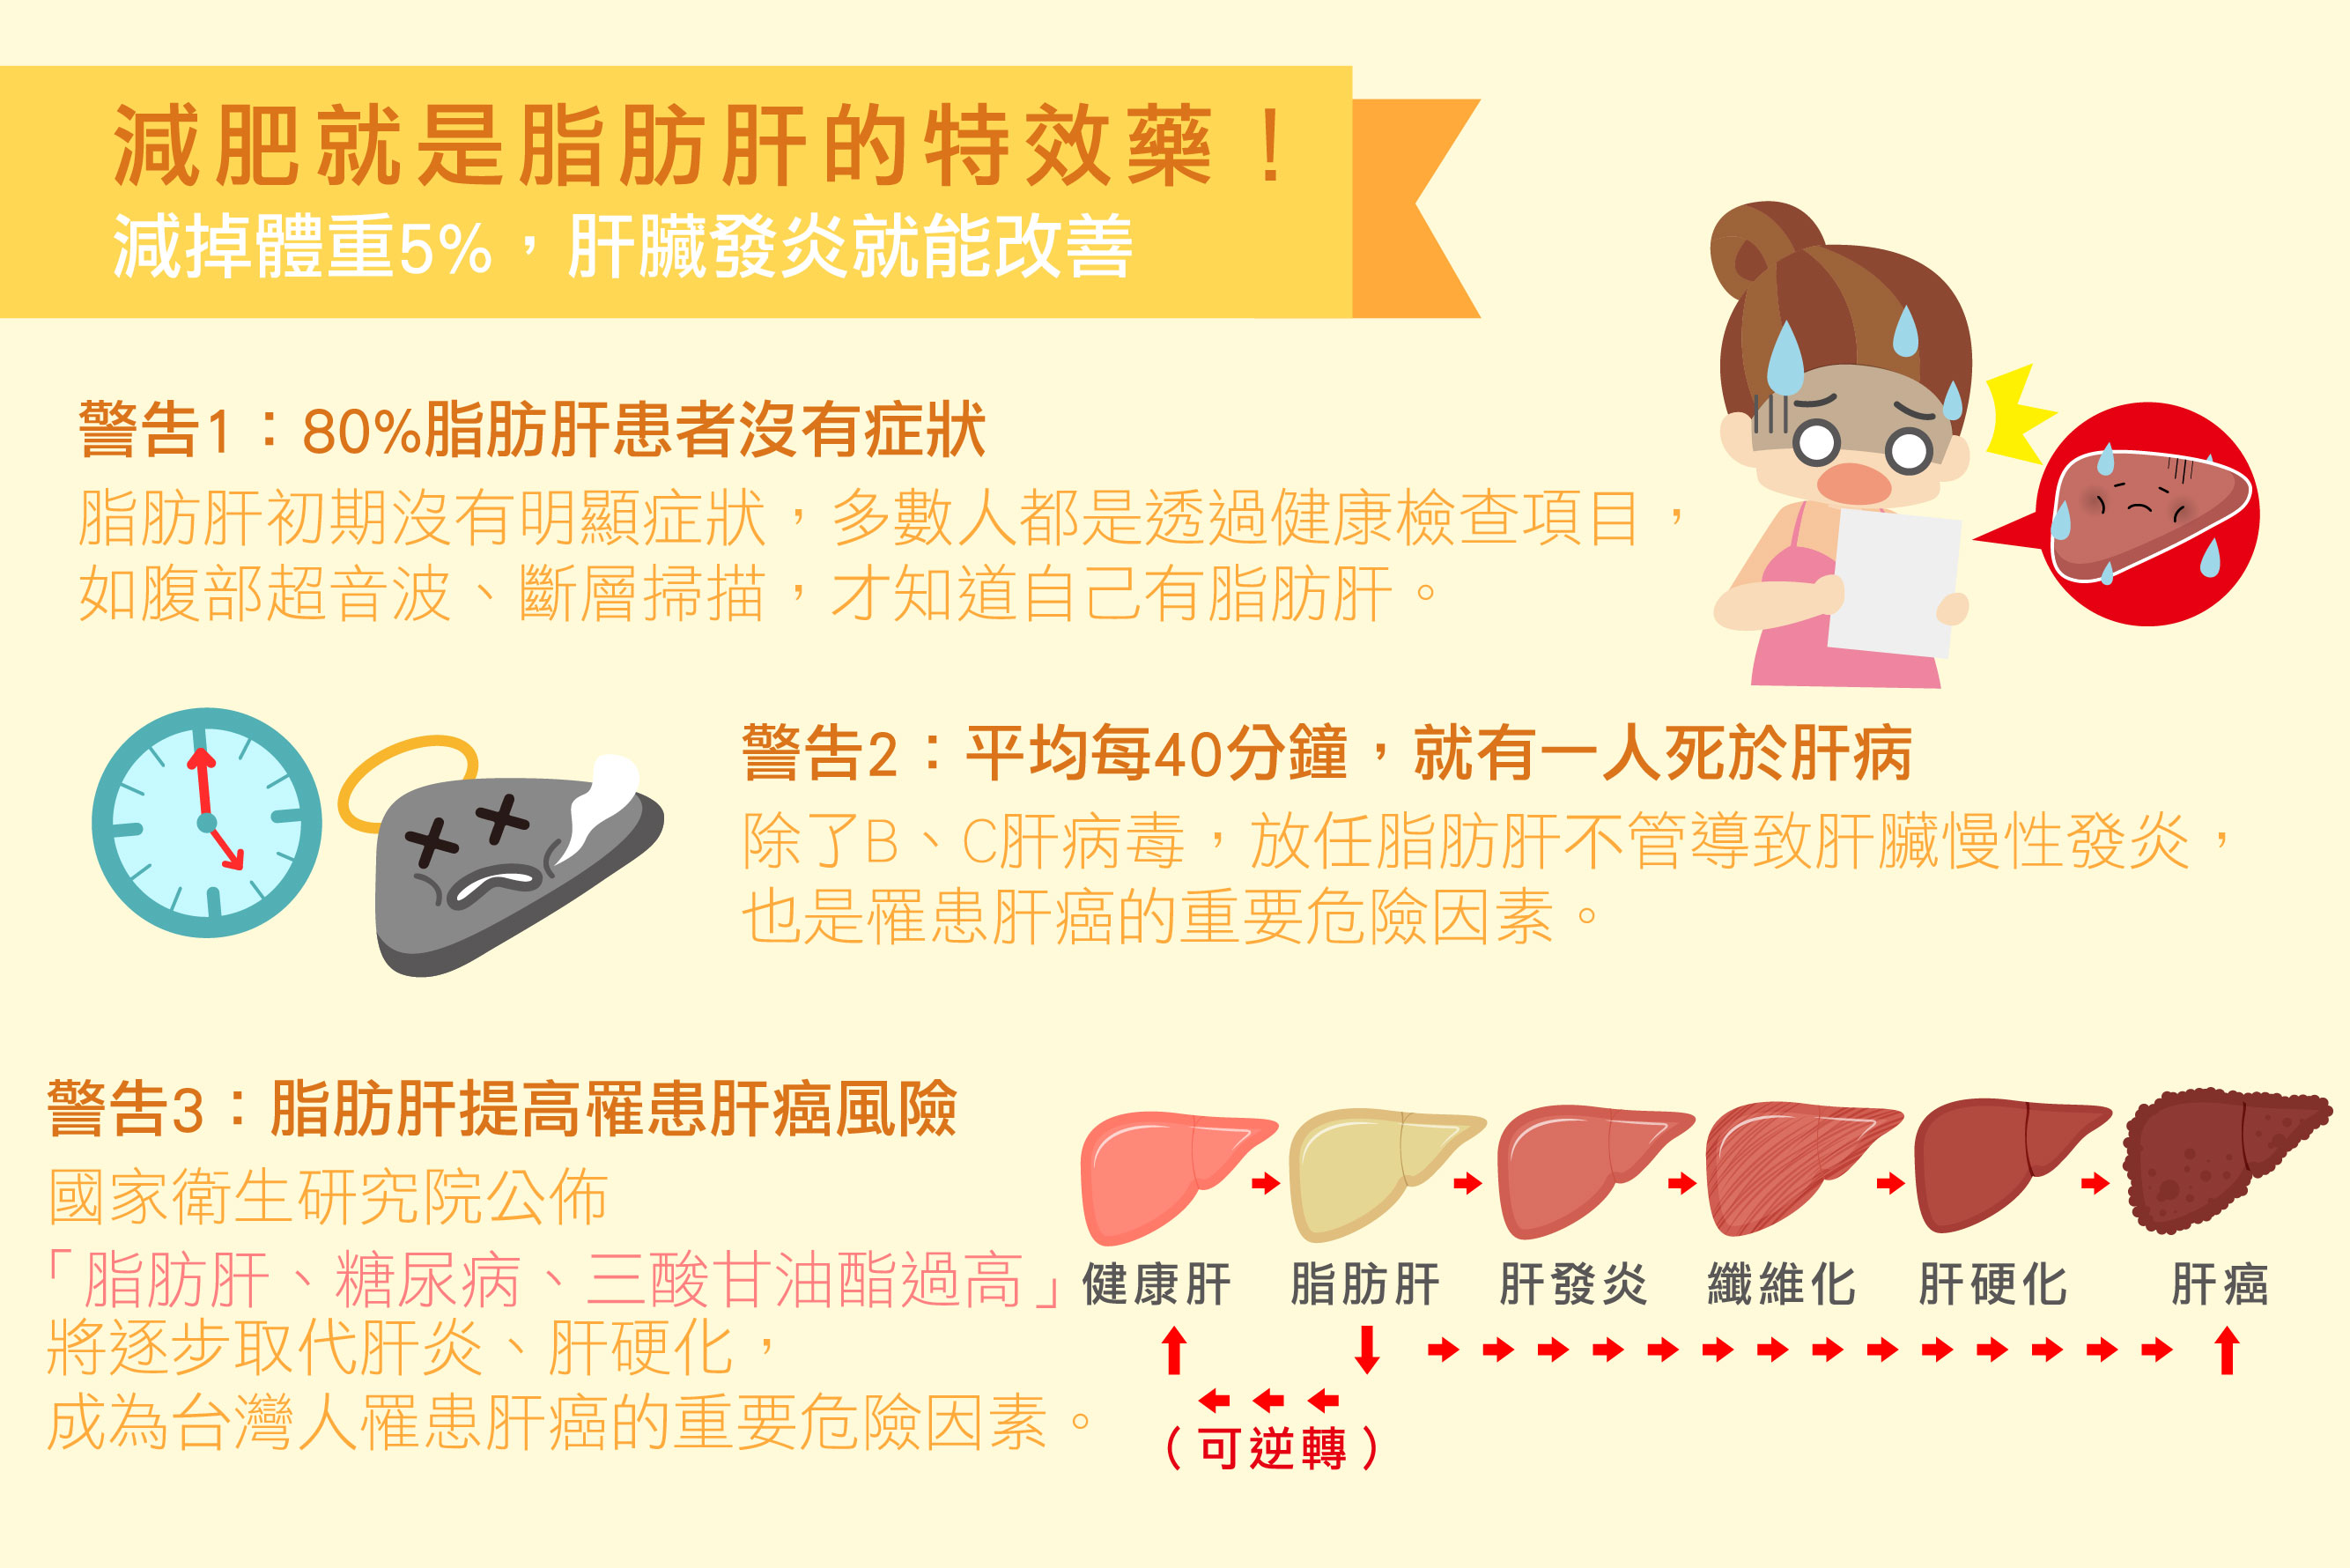 減肥就是脂肪肝的特效藥！
減掉體重5%，肝臟發炎就能改善
警告1：80%脂肪肝患者沒有症狀
脂肪肝初期沒有明顯症狀，多數人都是透過健康檢查項目，
如腹部超音波、斷層掃描，才知道自己有脂肪肝。
警告2：平均每40分鐘，就有一人死於肝病
除了B、C肝病毒，放任脂肪肝不管導致肝臟慢性發炎，
也是罹患肝癌的重要危險因素。
警告3：脂肪肝提高罹患肝癌風險
國家衛生研究院公佈
「脂肪肝、糖尿病、三酸甘油酯過高」
將逐步取代肝炎、肝硬化，
成為台灣人罹患肝癌的重要危險因素。
健康肝 脂肪肝 肝發炎 纖維化 肝硬化 肝癌
（可逆轉）